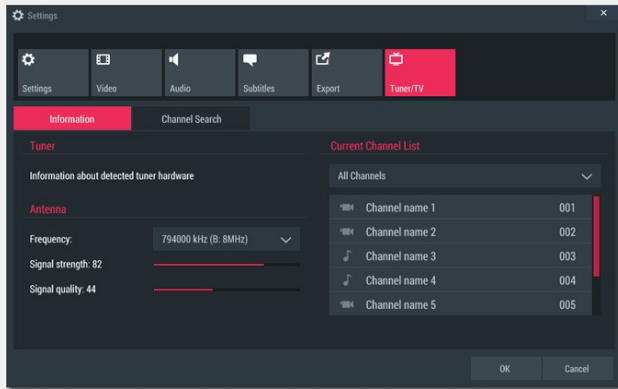 Settings
Settings Video Audio Subtitles Export Tuner/TV
Information Channel Search
Tuner
Information about detected tuner hardware
Antenna
Frequency: 794000 kHz (B: 8MHz)
Signal strength: 82
Signal quality: 44
Current Channel List
All Channels
Channel name 1 001
Channel name 2 002
Channel name 3 003
Channel name 4 004
Channel name 5 005
OK Cancel